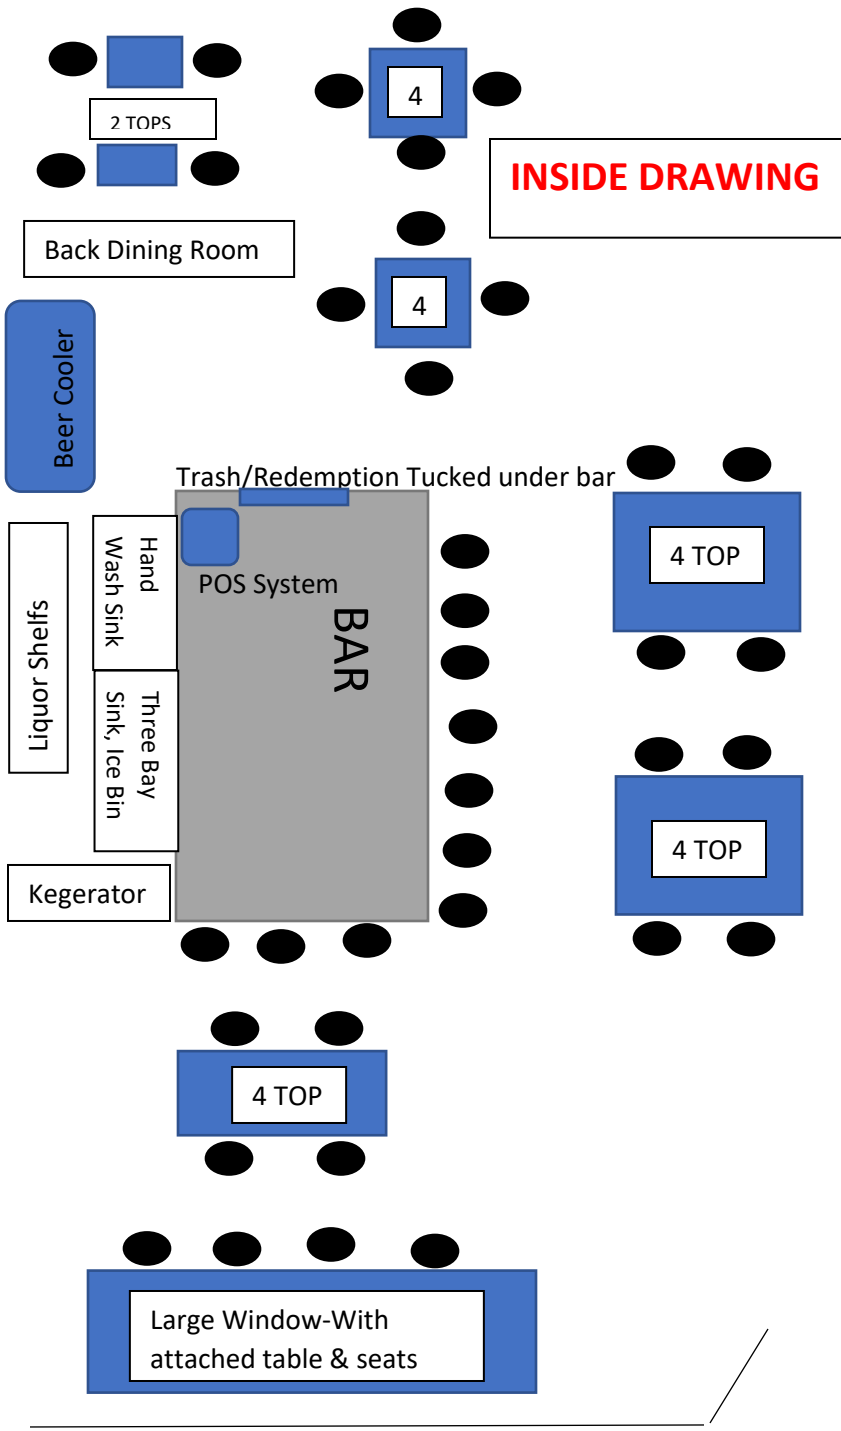 4
2 TOPS
INSIDE DRAWING
Back Dining Room
4
Beer Cooler
Trash/Redemption Tucked under bar
Hand
Wash Sink
4 TOP
POS System
BAR
Liquor Shelfs
Three Bay
Sink, Ice Bin
4 TOP
Kegerator
4 TOP
Large Window-With
attached table & seats